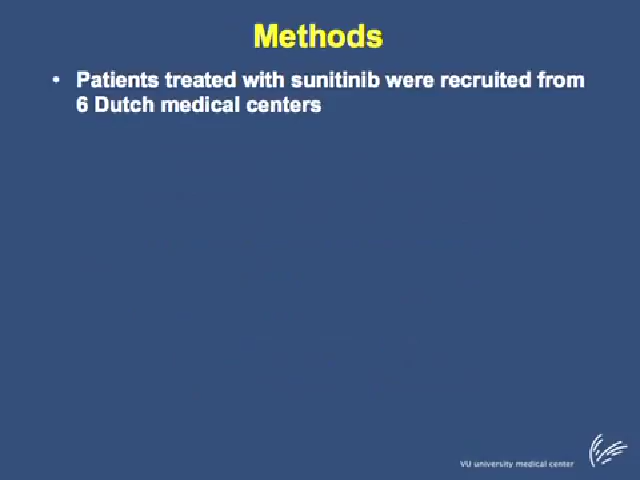 Methods
• Patients treated with sunitinib were recruited from
6 Dutch medical centers
VU university medical center